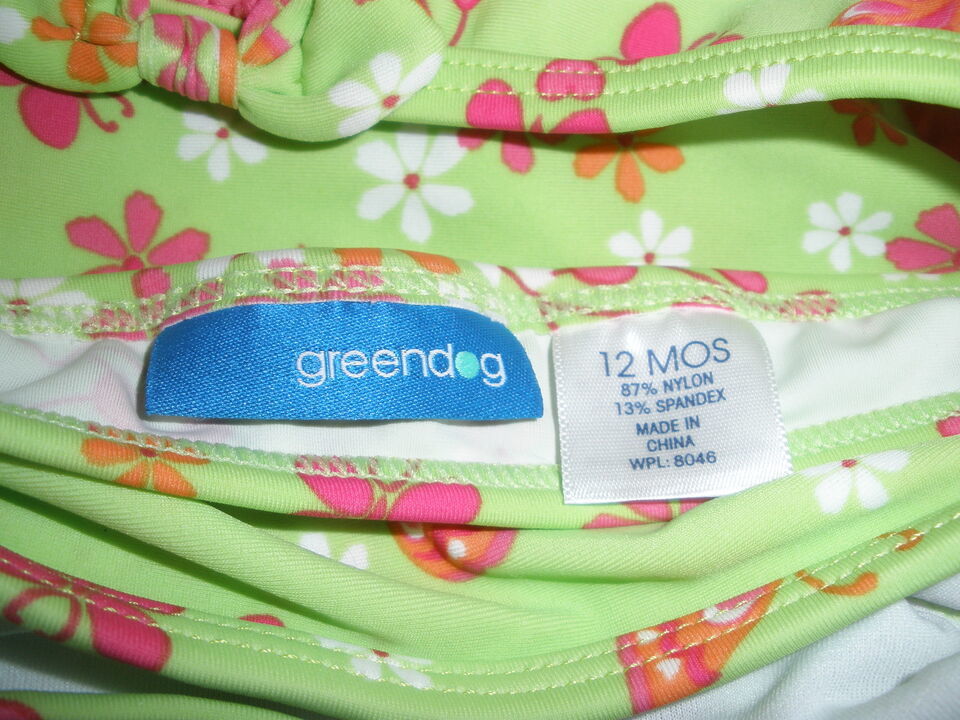 greendog
12 MOS
87% NYLON
13% SPANDEX
MADE IN
CHINA
WPL: 8046